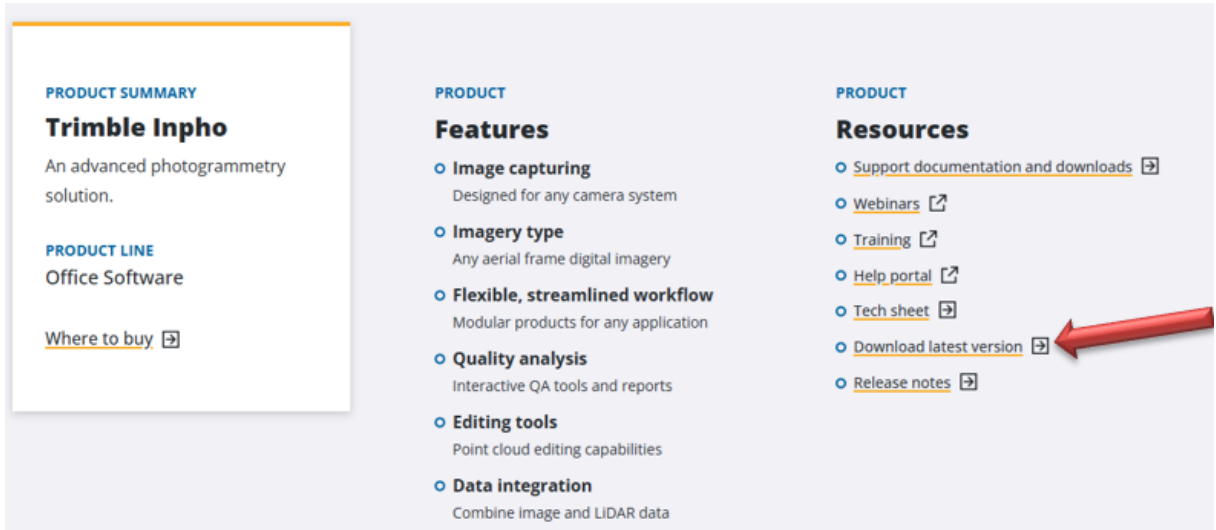 PRODUCT SUMMARY
Trimble Inpho
An advanced photogrammetry
solution.
PRODUCT LINE
Office Software
Where to buy
PRODUCT
Features
Image capturing
Designed for any camera system
Imagery type
Any aerial frame digital imagery
Flexible, streamlined workflow
Modular products for any application
Quality analysis
Interactive QA tools and reports
Editing tools
Point cloud editing capabilities
Data integration
Combine image and LiDAR data
PRODUCT
Resources
Support documentation and downloads
Webinars
Training
Help portal
Tech sheet
Download latest version
Release notes